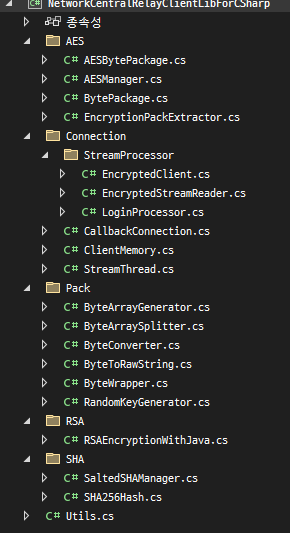 C# NetworkCentralRelayClientLibForCSharp
종속성
AES
C# AESBytePackage.cs
C# AESManager.cs
C# BytePackage.cs
C# EncryptionPackExtractor.cs
Connection
StreamProcessor
C# EncryptedClient.cs
C# EncryptedStreamReader.cs
C# LoginProcessor.cs
C# CallbackConnection.cs
C# ClientMemory.cs
C# StreamThread.cs
Pack
C# ByteArrayGenerator.cs
C# ByteArraySplitter.cs
C# ByteConverter.cs
C# ByteToRawString.cs
C# ByteWrapper.cs
C# RandomKeyGenerator.cs
RSA
C# RSAEncryptionWithJava.cs
SHA
C# SaltedSHAManager.cs
C# SHA256Hash.cs
C# Utils.cs